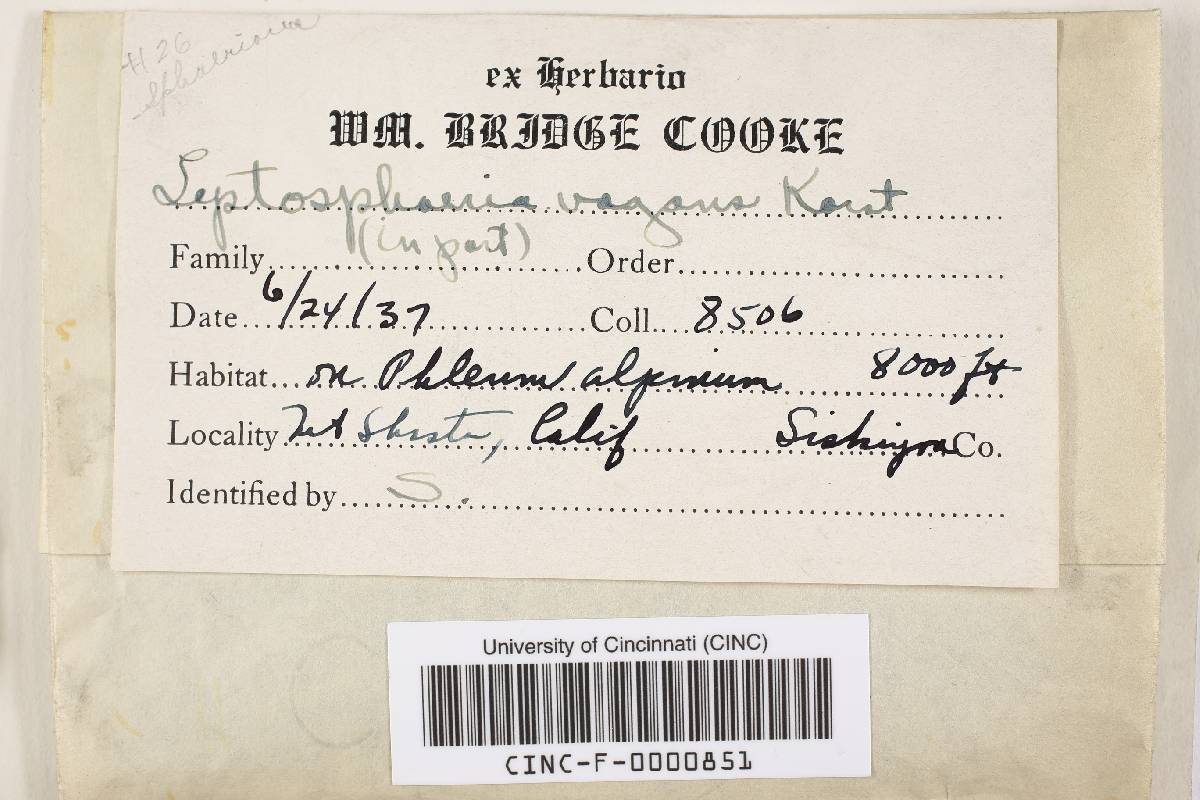 H26
ex Herbario
WM. BRIDGE COOKE
Leptosphaeria vagans Karst
(in part)
Family Order
Date 6/24/37 Coll. 8506
Habitat on Phleum alpinum 8000 ft
Locality Mt Shasta, Calif Siskiyou Co.
Identified by S.
University of Cincinnati (CINC)
CINC-F-0000851